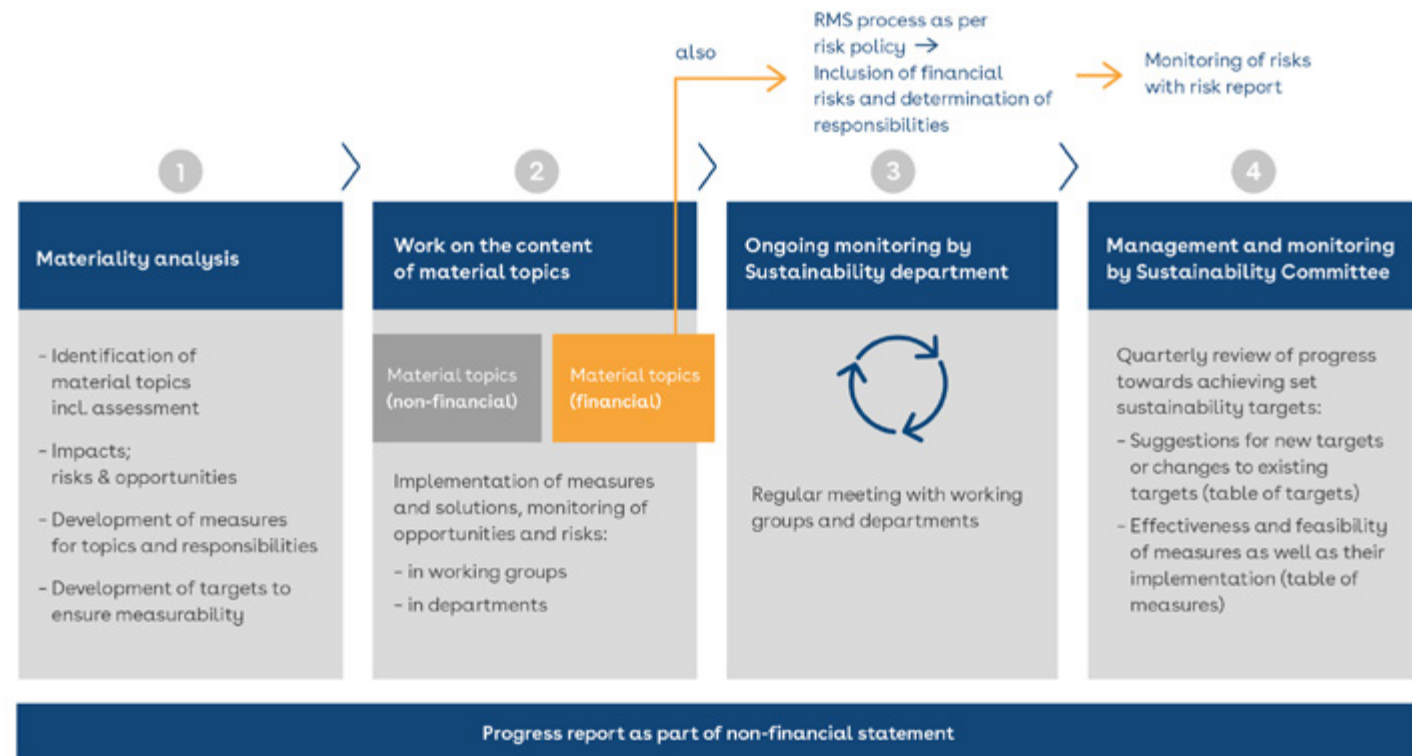 also
RMS process as per
risk policy →
Inclusion of financial
risks and determination of
responsibilities
Monitoring of risks
with risk report
1
2
3
4
Materiality analysis
– Identification of
material topics
incl. assessment
– Impacts;
risks & opportunities
– Development of measures
for topics and responsibilities
– Development of targets to
ensure measurability
Work on the content
of material topics
Material topics
(non-financial)
Material topics
(financial)
Implementation of measures
and solutions, monitoring of
opportunities and risks:
– in working groups
– in departments
Ongoing monitoring by
Sustainability department
Regular meeting with working
groups and departments
Management and monitoring
by Sustainability Committee
Quarterly review of progress
towards achieving set
sustainability targets:
– Suggestions for new targets
or changes to existing
targets (table of targets)
– Effectiveness and feasibility
of measures as well as their
implementation (table of
measures)
Progress report as part of non-financial statement